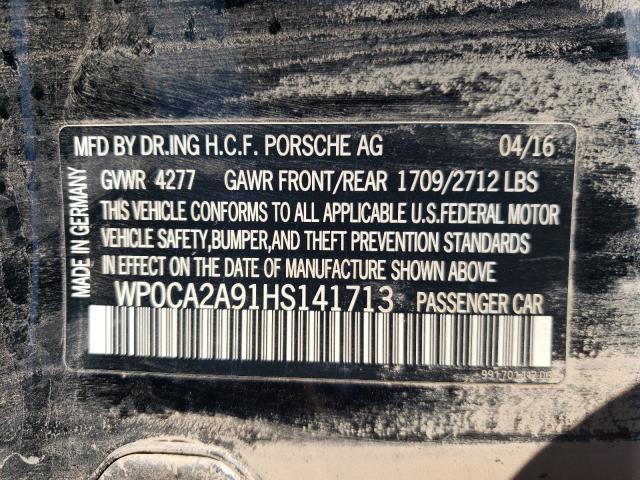 MFD BY DR.ING H.C.F. PORSCHE AG 04/16
GVWR 4277 GAWR FRONT/REAR 1709/2712 LBS
THIS VEHICLE CONFORMS TO ALL APPLICABLE U.S.FEDERAL MOTOR
VEHICLE SAFETY,BUMPER,AND THEFT PREVENTION STANDARDS
IN EFFECT ON THE DATE OF MANUFACTURE SHOWN ABOVE
WP0CA2A91HS141713 PASSENGER CAR
MADE IN GERMANY